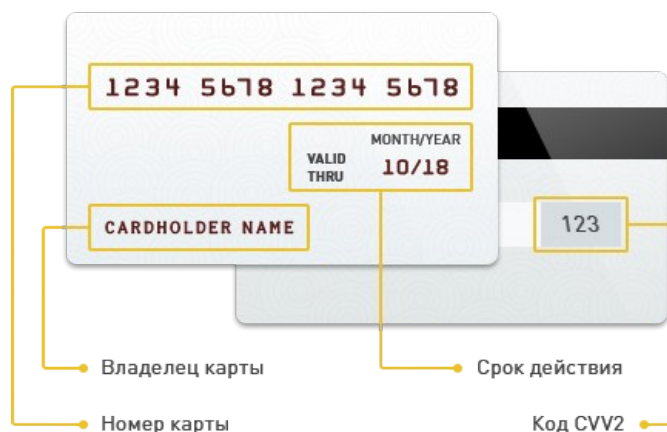 1234 5678 1234 5678
MONTH/YEAR
VALID THRU 10/18
CARDHOLDER NAME
123
Владелец карты
Срок действия
Номер карты
Код CVV2